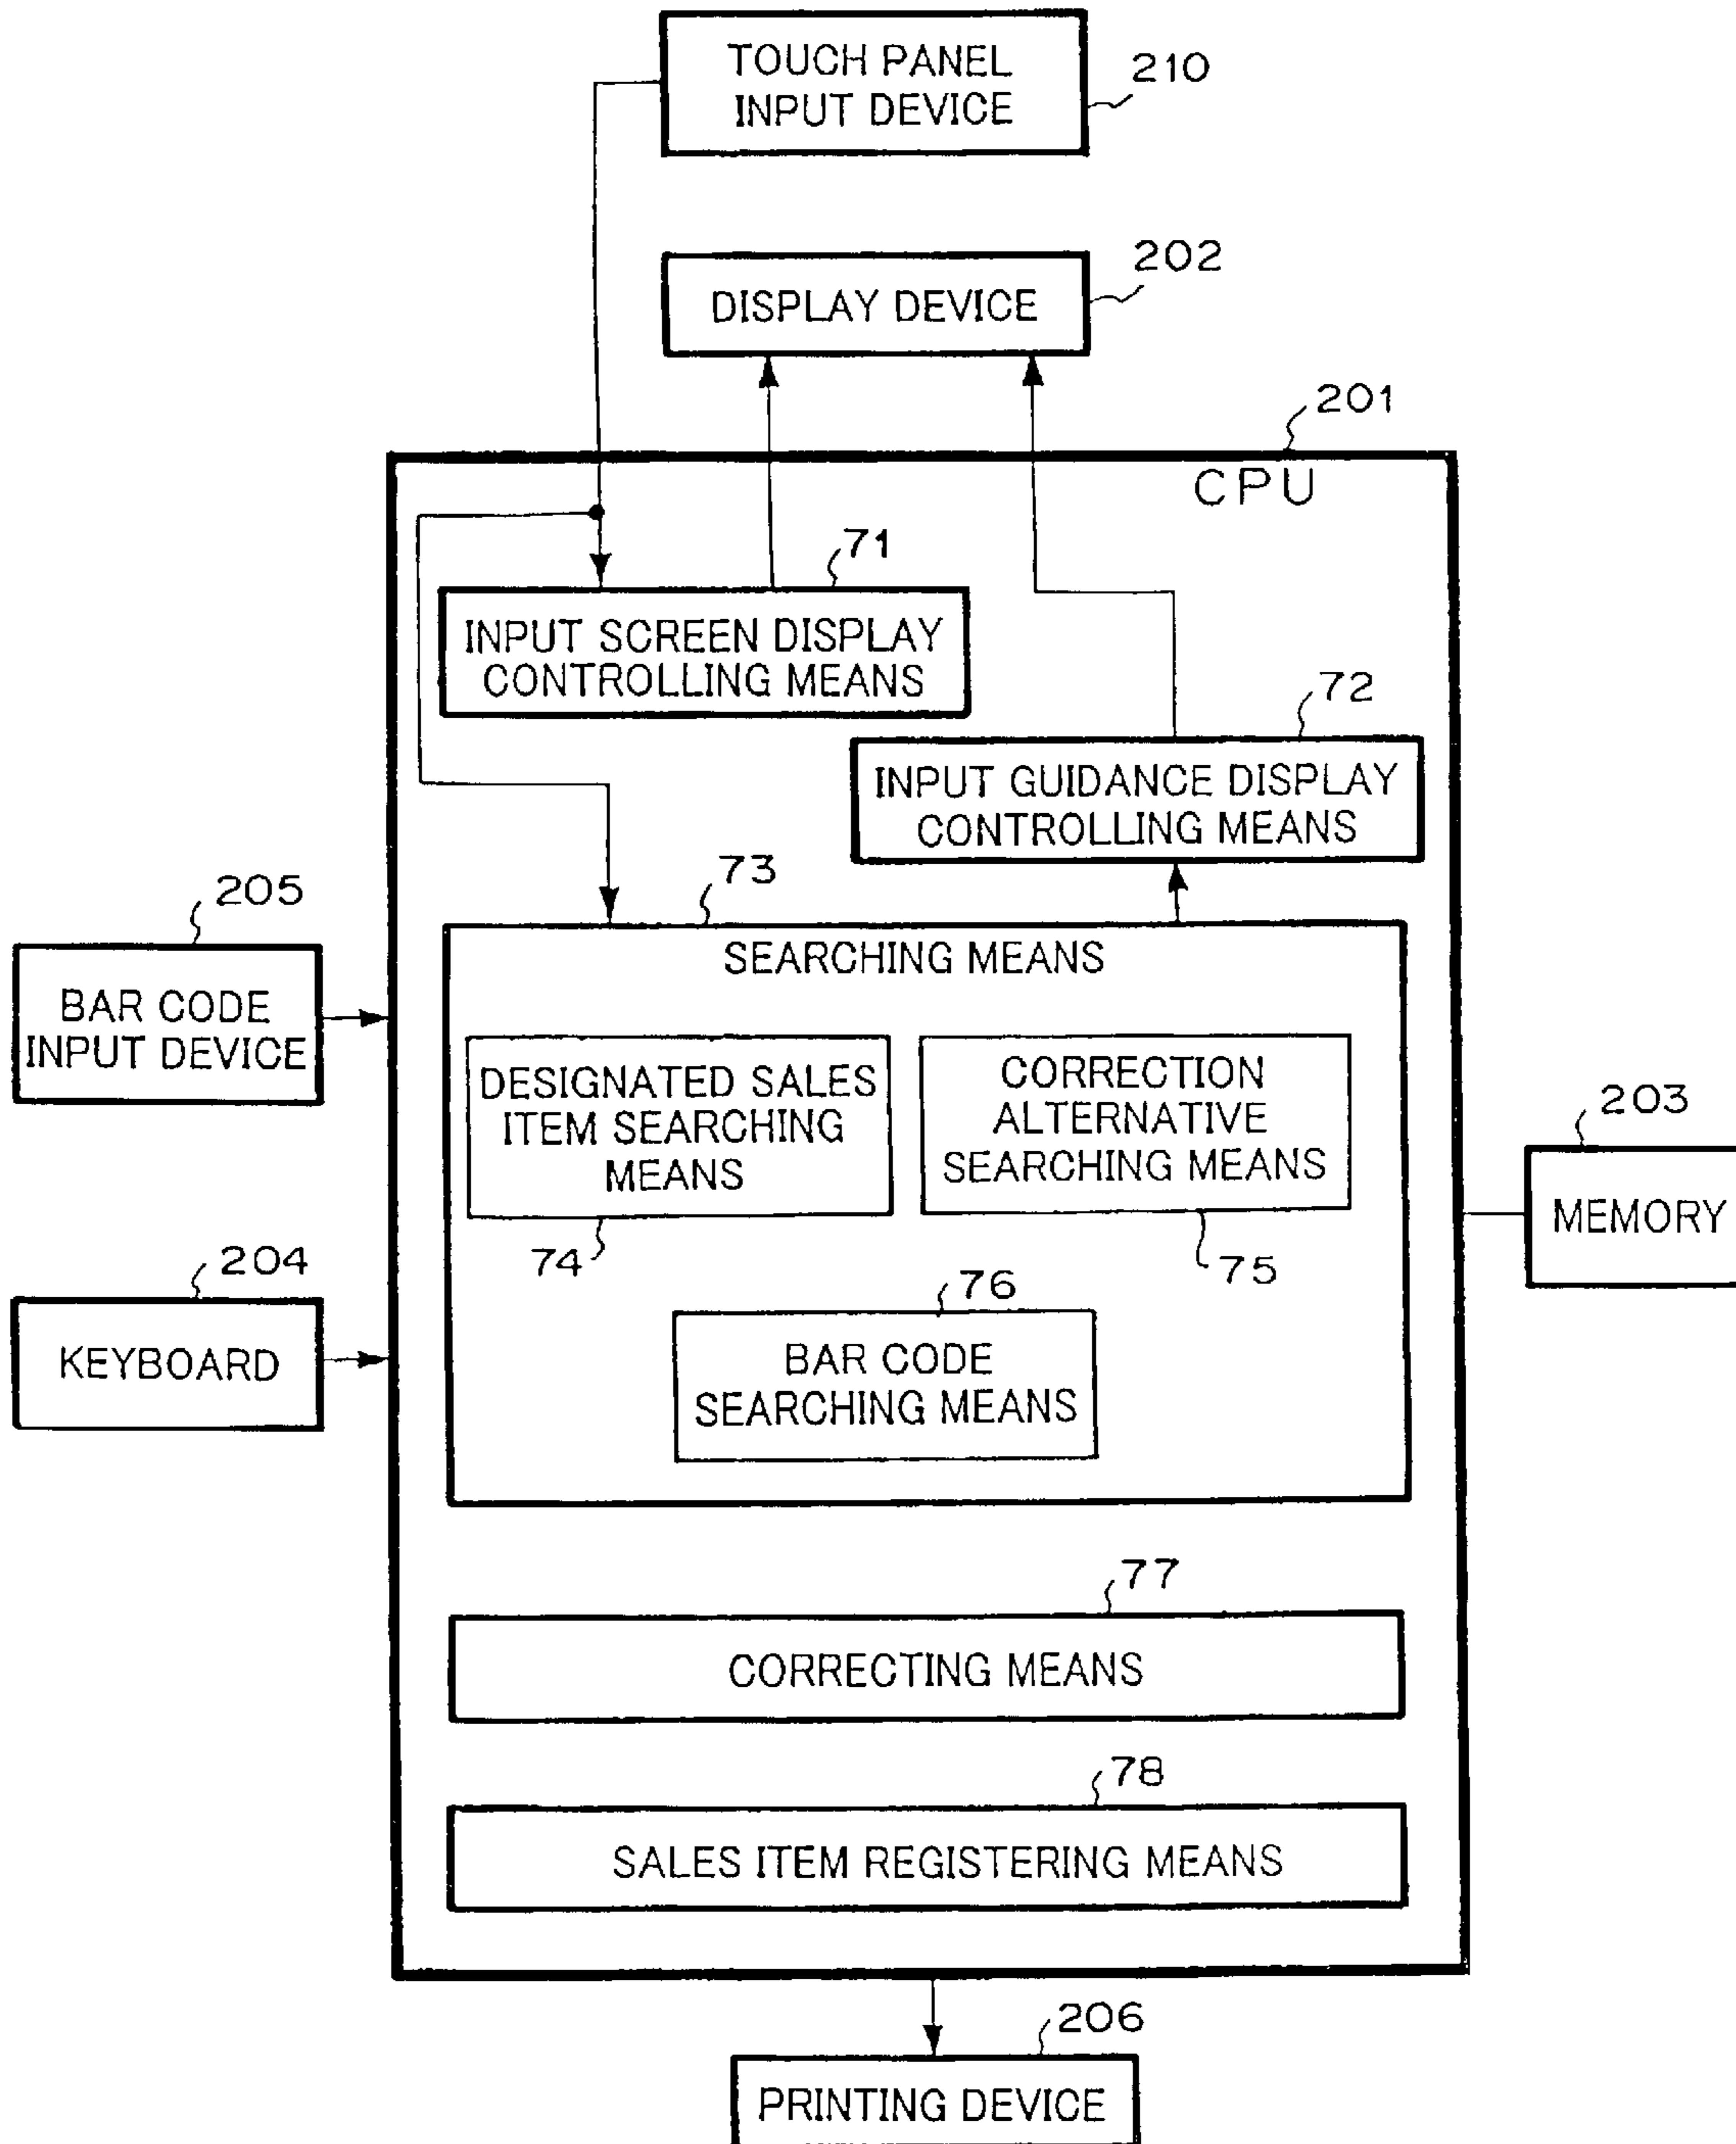 TOUCH PANEL
INPUT DEVICE
210
DISPLAY DEVICE
202
201
CPU
71
INPUT SCREEN DISPLAY
CONTROLLING MEANS
72
INPUT GUIDANCE DISPLAY
CONTROLLING MEANS
73
SEARCHING MEANS
205
BAR CODE
INPUT DEVICE
DESIGNATED SALES
ITEM SEARCHING
MEANS
74
CORRECTION
ALTERNATIVE
SEARCHING MEANS
75
203
MEMORY
204
KEYBOARD
76
BAR CODE
SEARCHING MEANS
77
CORRECTING MEANS
78
SALES ITEM REGISTERING MEANS
206
PRINTING DEVICE